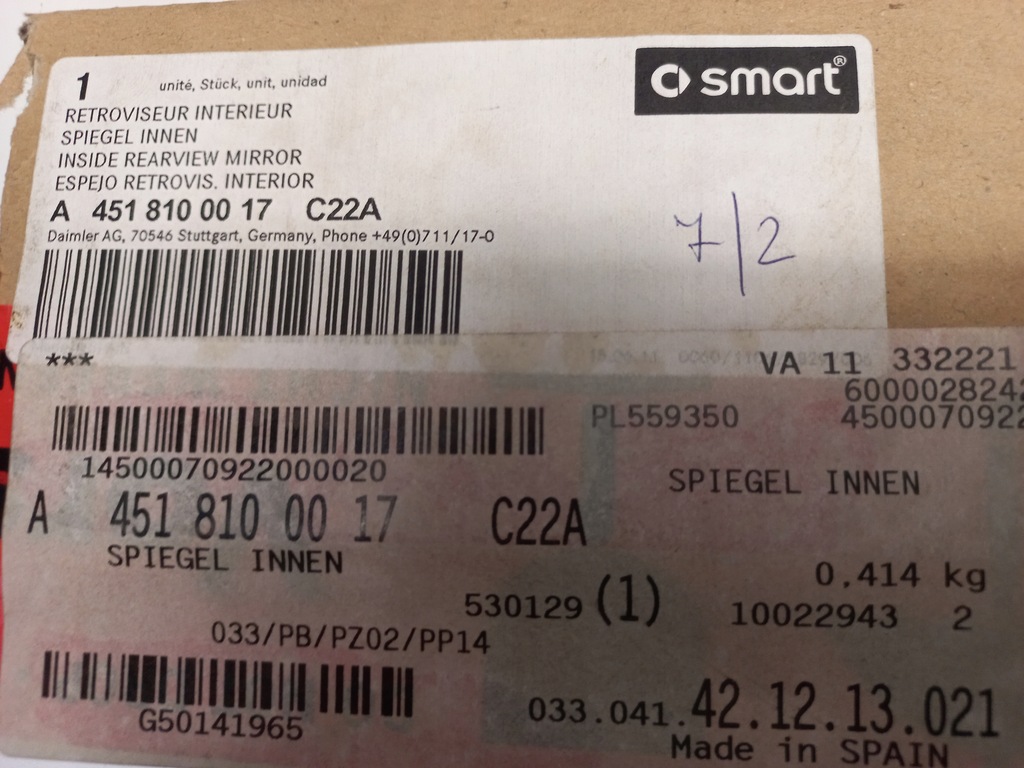 1 unité, Stück, unit, unidad
smart®
RETROVISEUR INTERIEUR
SPIEGEL INNEN
INSIDE REARVIEW MIRROR
ESPEJO RETROVIS. INTERIOR
A 451 810 00 17 C22A
Daimler AG, 70546 Stuttgart, Germany, Phone +49(0)711/17-0
7/2
***
VA 11 332221
6000028242
PL559350 4500070922
14500070922000020
SPIEGEL INNEN
A 451 810 00 17 C22A
SPIEGEL INNEN
0,414 kg
530129 (1) 10022943 2
033/PB/PZ02/PP14
G50141965
033.041.42.12.13.021
Made in SPAIN